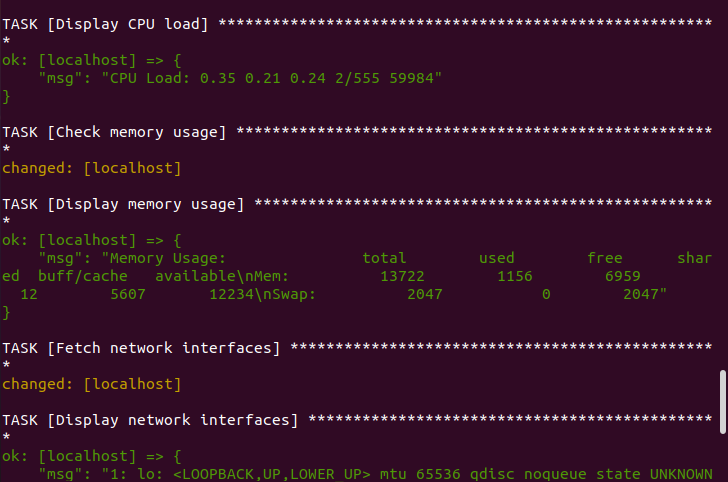 TASK [Display CPU load] *******************************************************
*
ok: [localhost] => {
    "msg": "CPU Load: 0.35 0.21 0.24 2/555 59984"
}
TASK [Check memory usage] *****************************************************
*
changed: [localhost]
TASK [Display memory usage] ***************************************************
*
ok: [localhost] => {
    "msg": "Memory Usage:               total        used        free      shar
ed  buff/cache   available\nMem:          13722        1156        6959
  12        5607       12234\nSwap:          2047           0        2047"
}
TASK [Fetch network interfaces] ***********************************************
*
changed: [localhost]
TASK [Display network interfaces] *********************************************
*
ok: [localhost] => {
    "msg": "1: lo: <LOOPBACK,UP,LOWER_UP> mtu 65536 qdisc noqueue state UNKNOWN